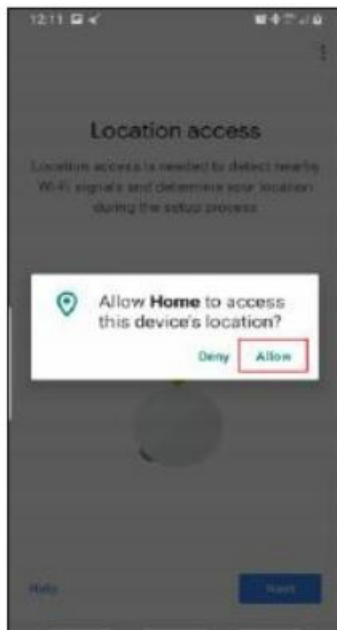 12:11
Location access
Location access is needed to detect nearby
Wi-Fi signals and determine your location
during the setup process
Allow Home to access
this device's location?
Deny Allow
Help Next